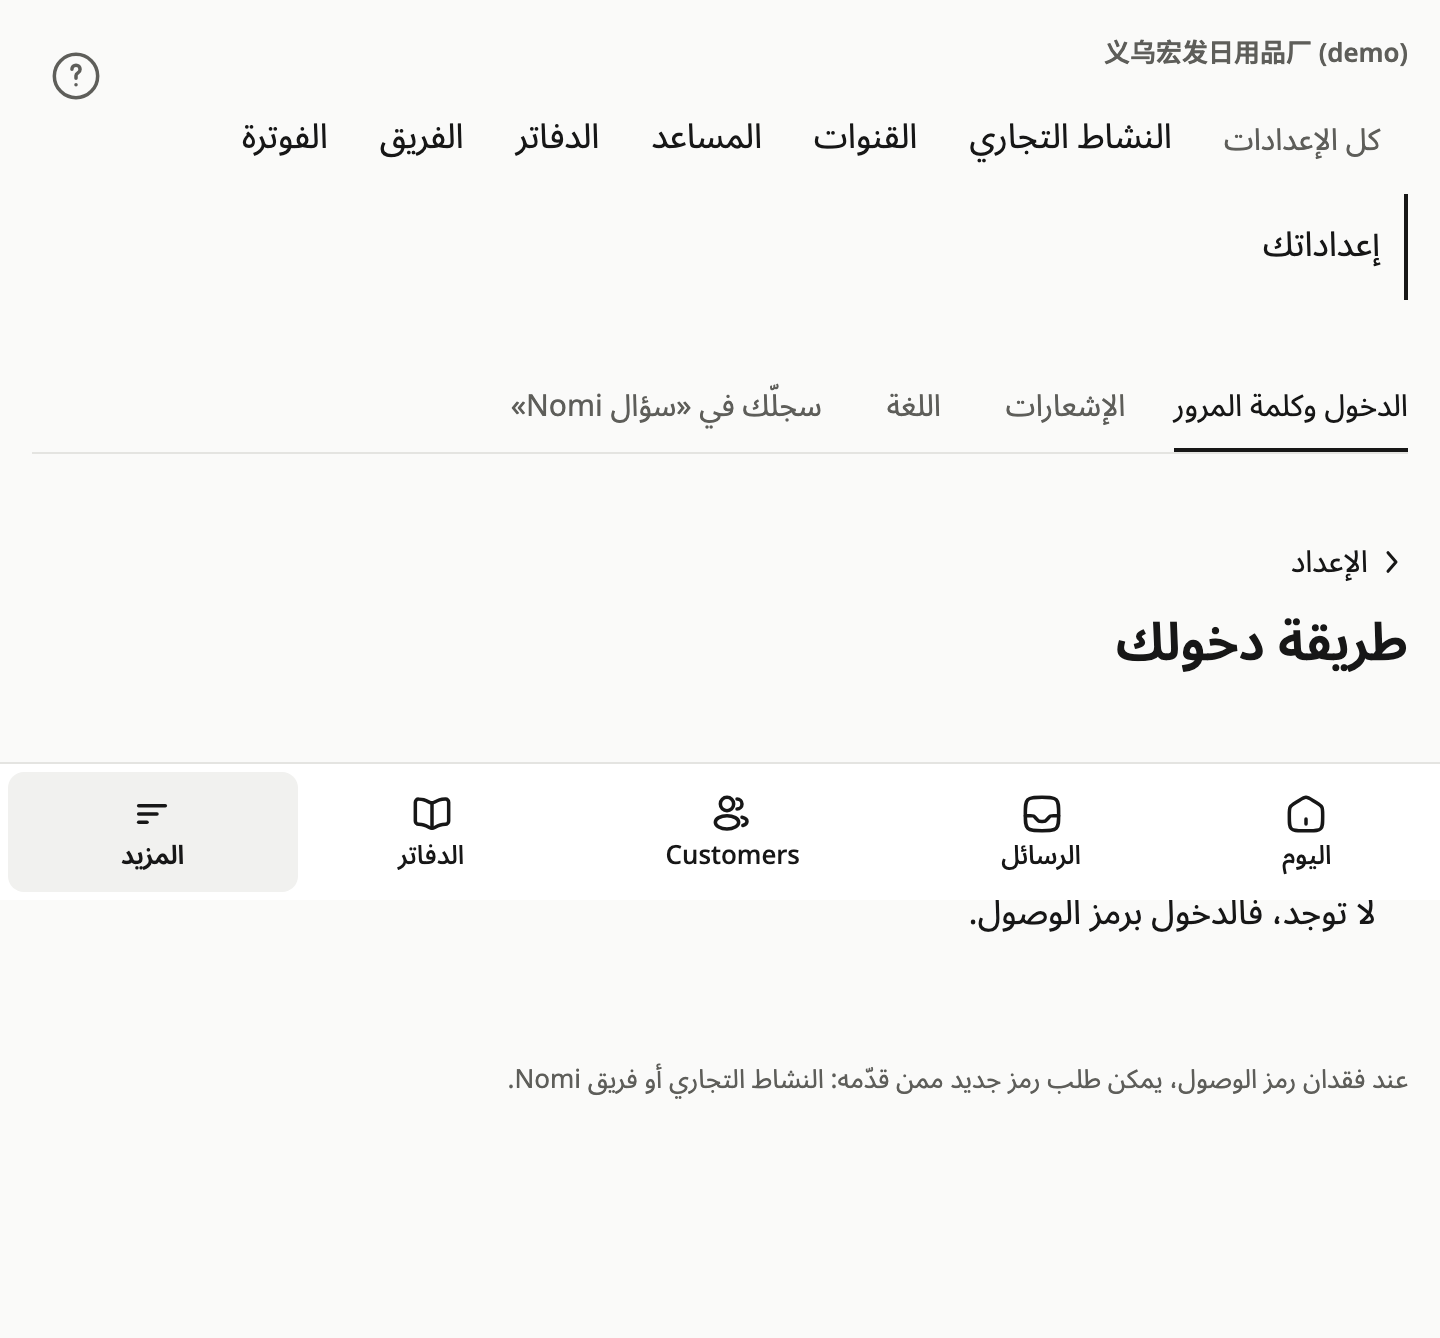 义乌宏发日用品厂 (demo)
كل الإعدادات النشاط التجاري القنوات المساعد الدفاتر الفريق الفوترة
إعداداتك
الدخول وكلمة المرور الإشعارات اللغة سجلّك في «سؤال Nomi»
الإعداد
طريقة دخولك
اليوم الرسائل Customers الدفاتر المزيد
لا توجد، فالدخول برمز الوصول.
عند فقدان رمز الوصول، يمكن طلب رمز جديد ممن قدّمه: النشاط التجاري أو فريق Nomi.